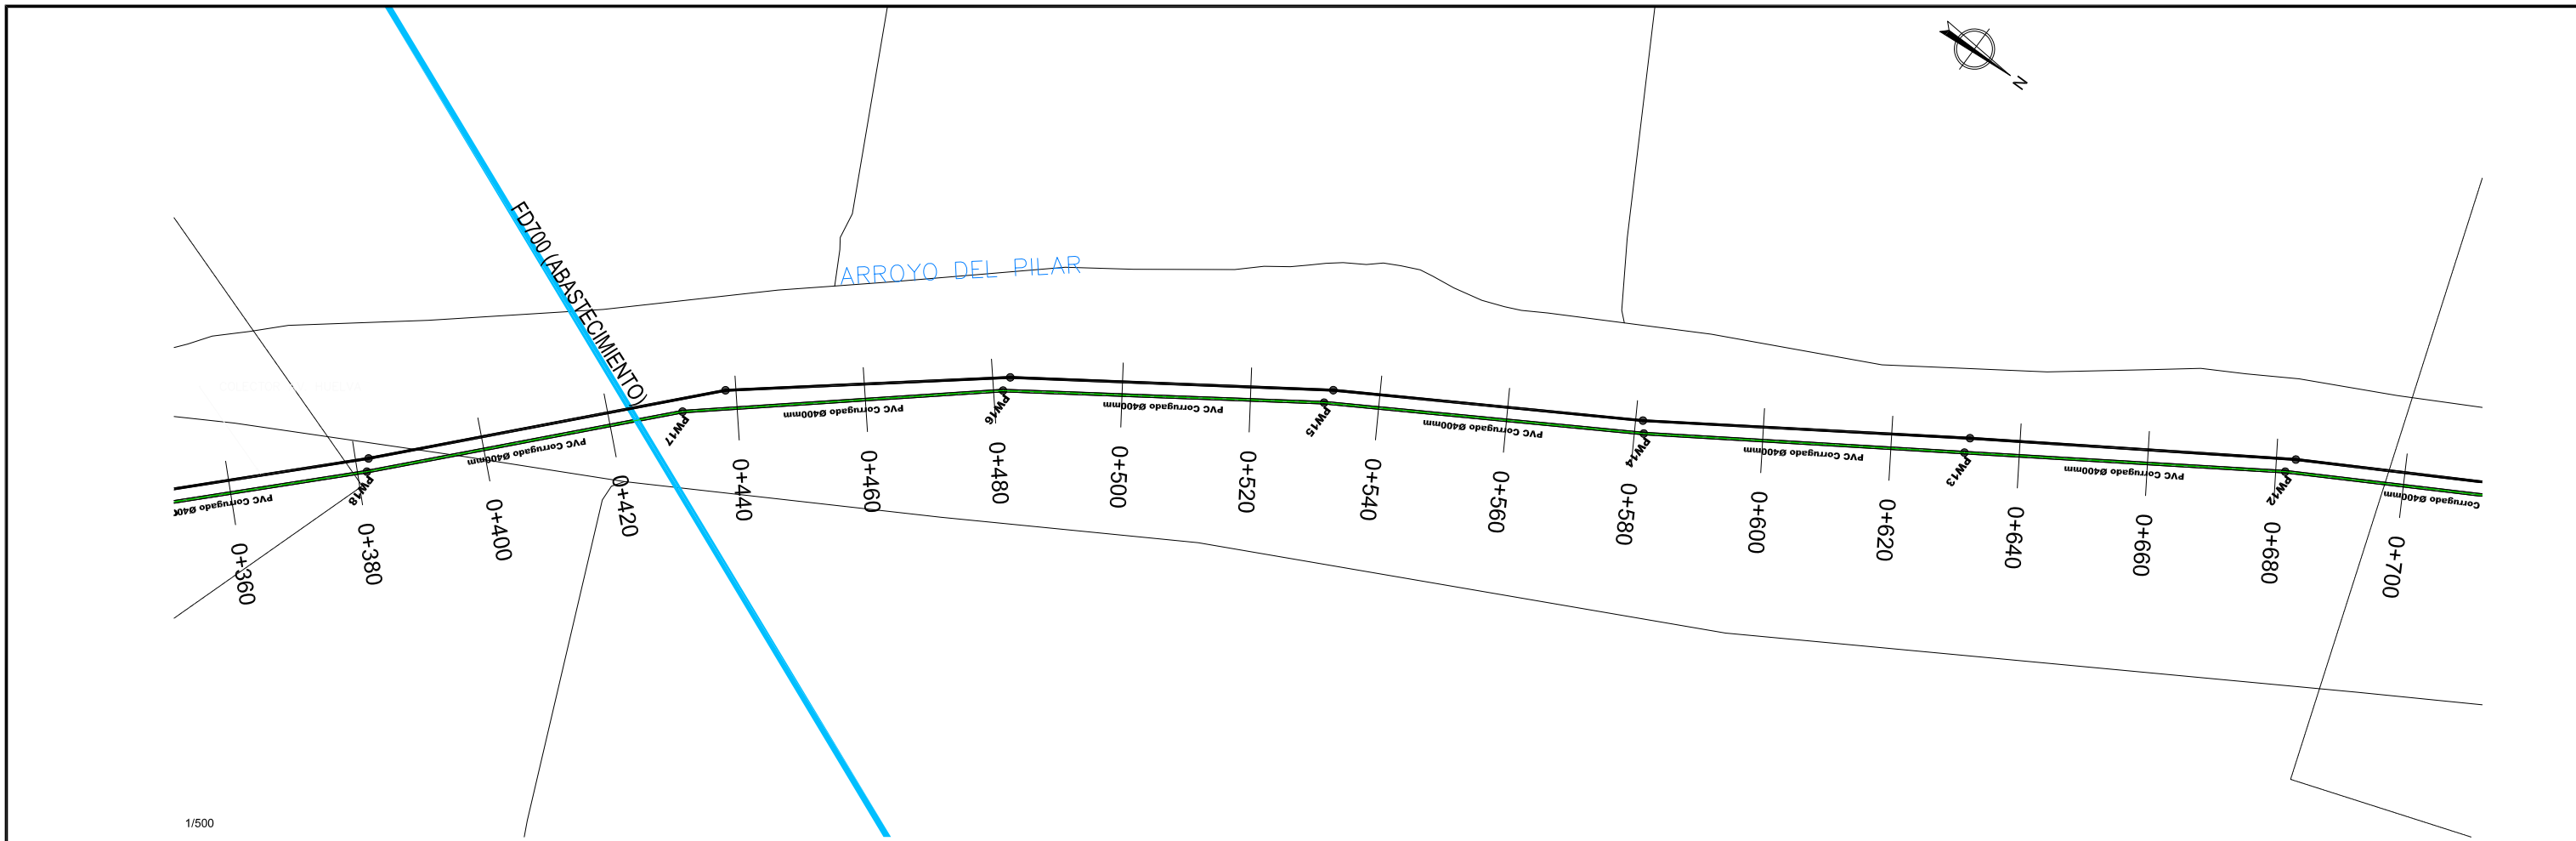 N
FD700 (ABASTECIMIENTO)
ARROYO DEL PILAR
PVC Corrugado Ø400mm
PVC Corrugado Ø400mm
PVC Corrugado Ø400mm
PVC Corrugado Ø400mm
PVC Corrugado Ø400mm
PVC Corrugado Ø400mm
PVC Corrugado Ø400
Corrugado Ø400mm
PW18
PW17
PW16
PW15
PW14
PW13
PW12
0+360
0+380
0+400
0+420
0+440
0+460
0+480
0+500
0+520
0+540
0+560
0+580
0+600
0+620
0+640
0+660
0+680
0+700
1/500